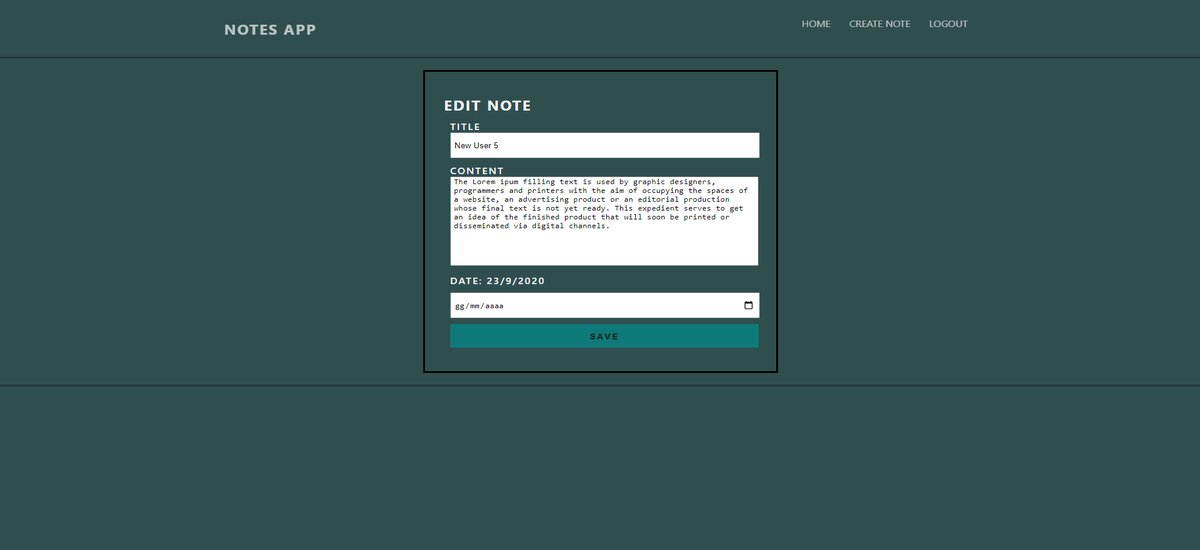 NOTES APP
HOME CREATE NOTE LOGOUT
EDIT NOTE
TITLE
New User 5
CONTENT
The Lorem ipum filling text is used by graphic designers,
programmers and printers with the aim of occupying the spaces of
a website, an advertising product or an editorial production
whose final text is not yet ready. This expedient serves to get
an idea of the finished product that will soon be printed or
disseminated via digital channels.
DATE: 23/9/2020
gg/mm/aaaa
SAVE